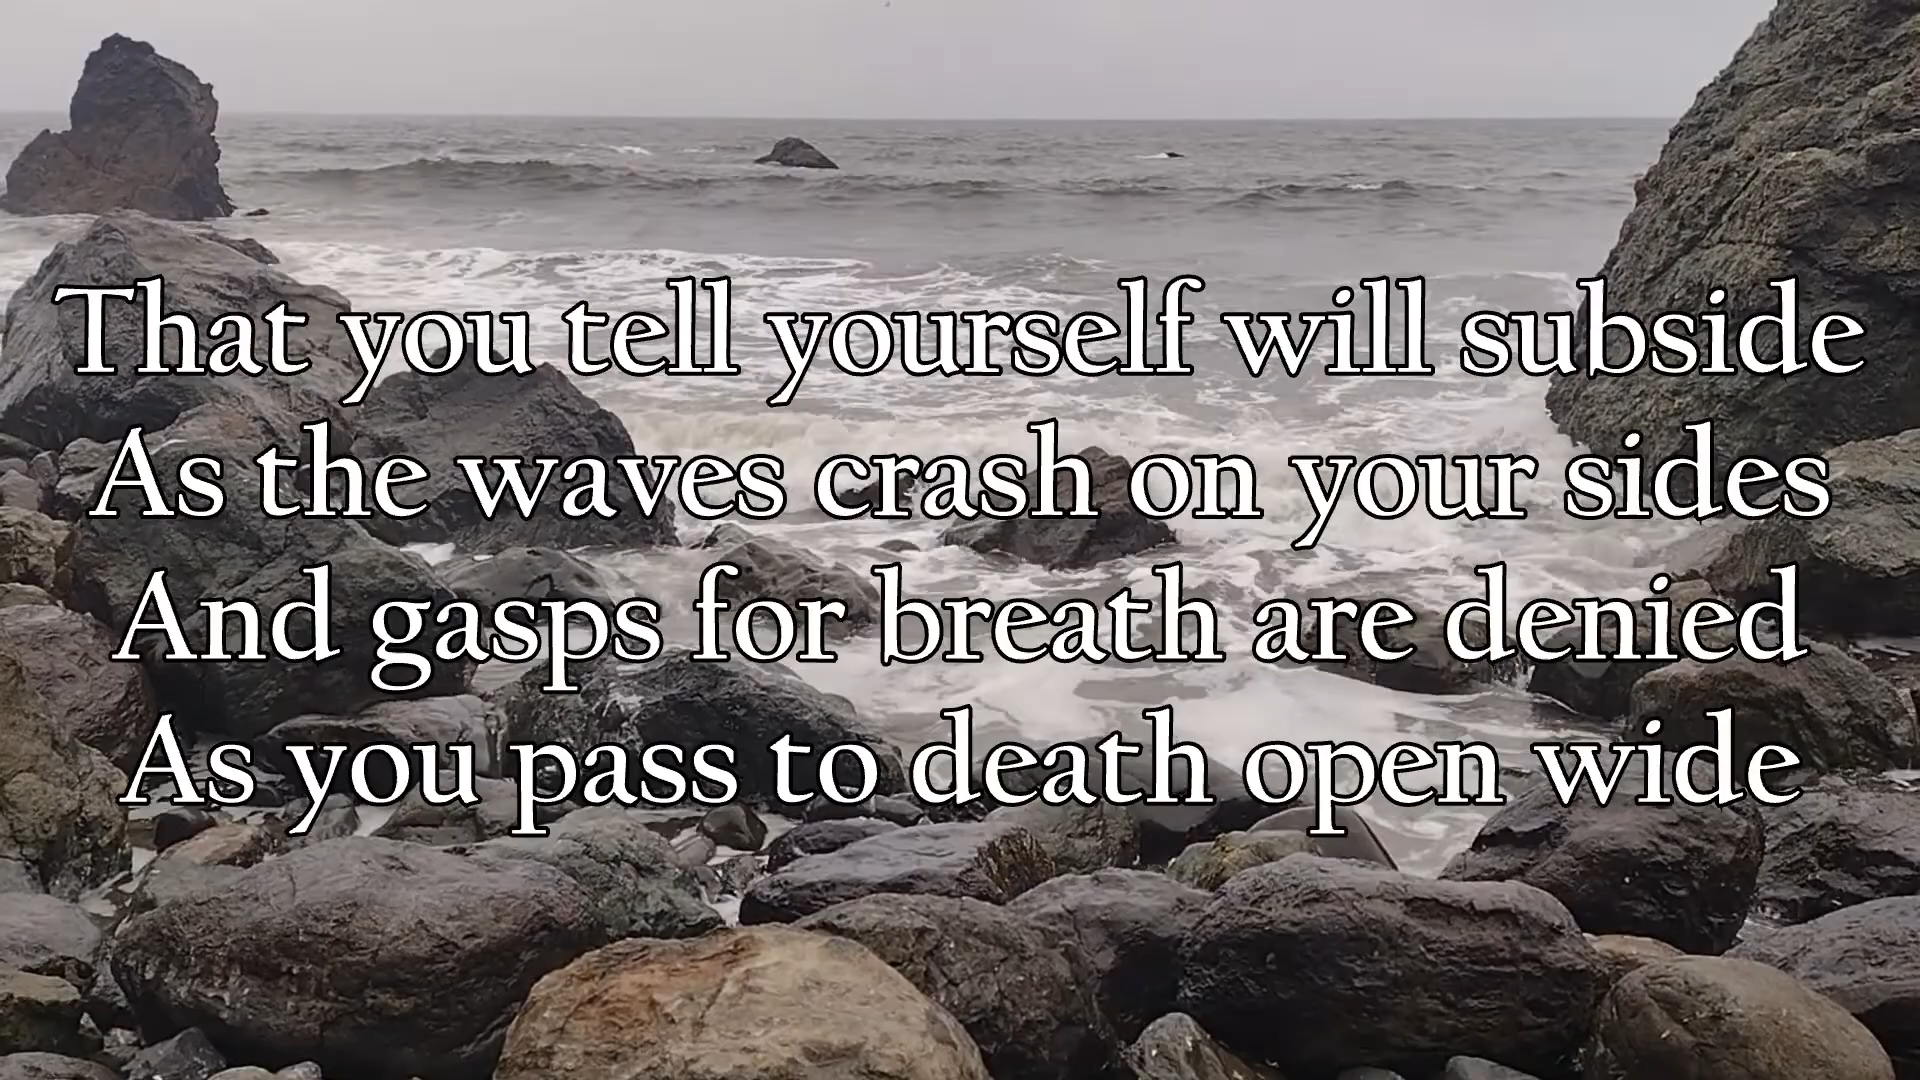 That you tell yourself will subside
As the waves crash on your sides
And gasps for breath are denied
As you pass to death open wide